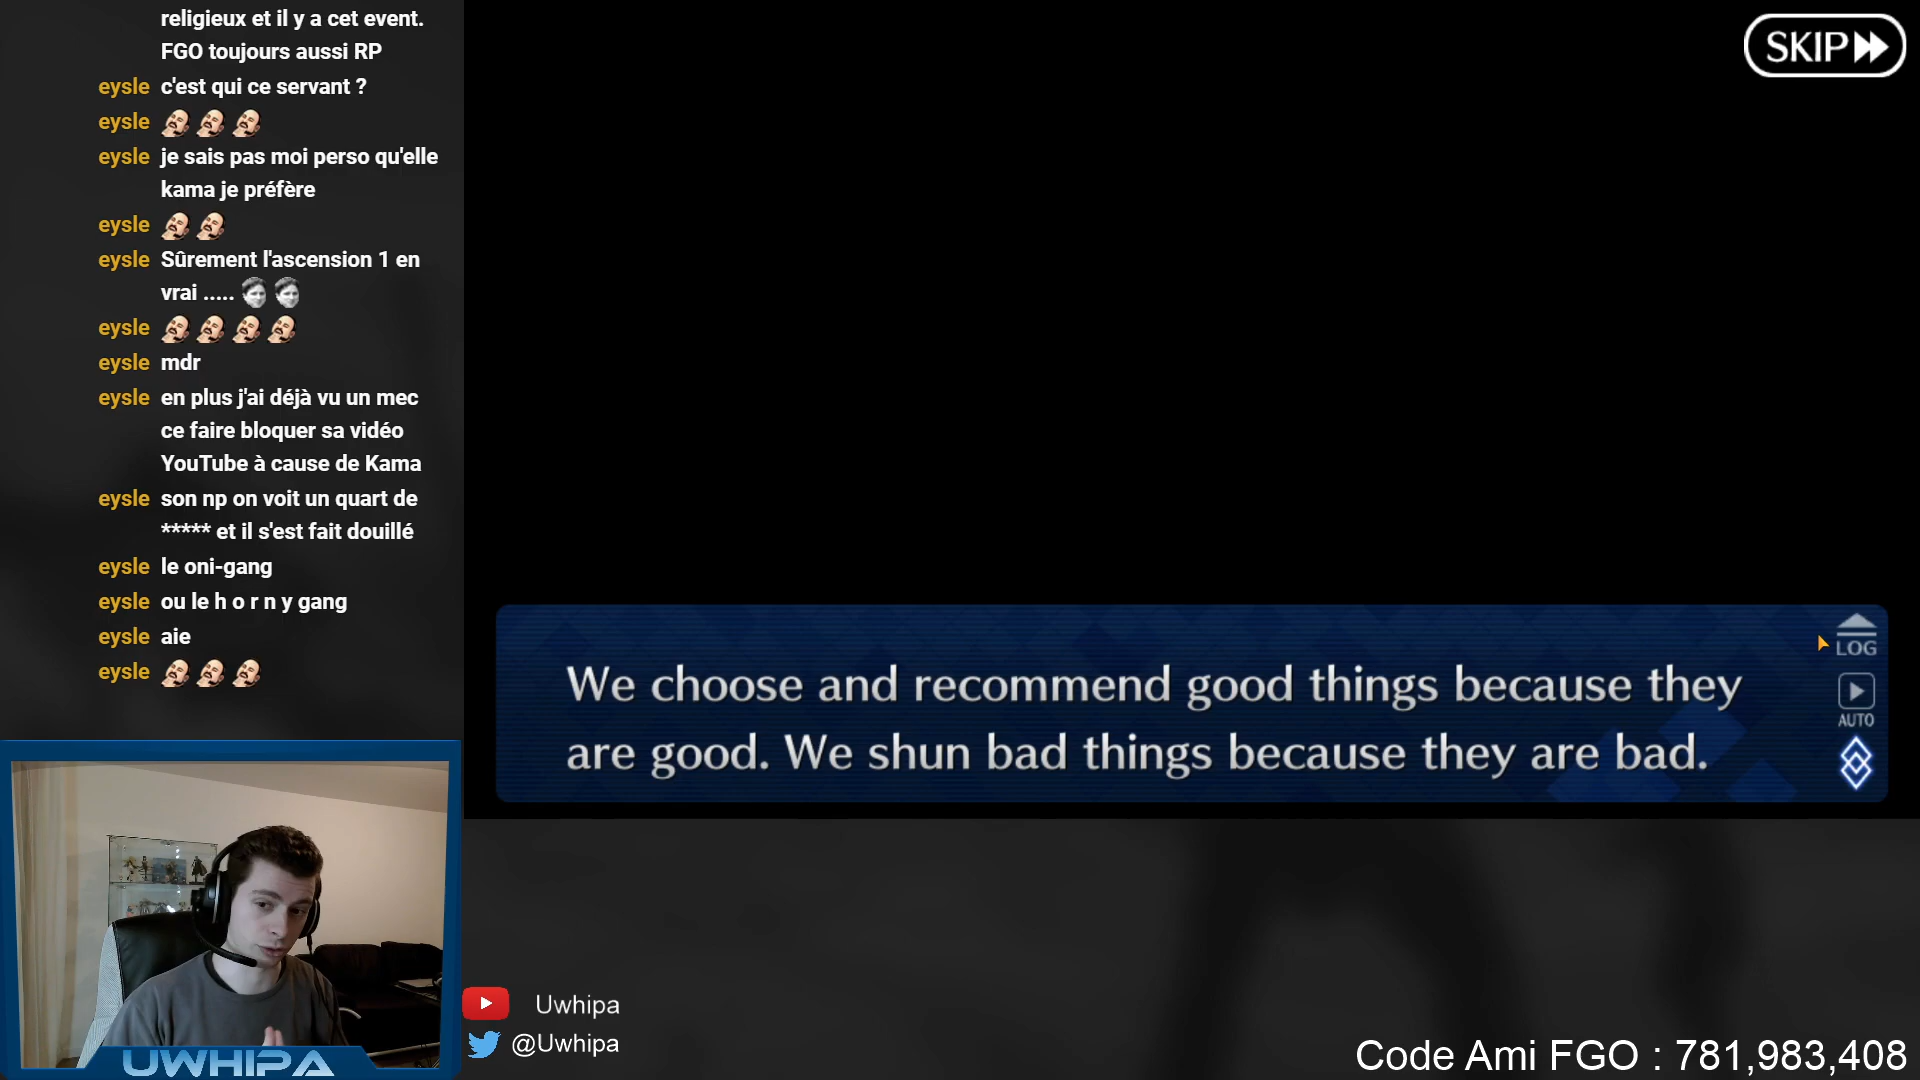 religieux et il y a cet event.
FGO toujours aussi RP
eysle c'est qui ce servant ?
eysle
eysle je sais pas moi perso qu'elle
kama je préfère
eysle
eysle Sûrement l'ascension 1 en
vrai .....
eysle
eysle mdr
eysle en plus j'ai déjà vu un mec
ce faire bloquer sa vidéo
YouTube à cause de Kama
eysle son np on voit un quart de
***** et il s'est fait douillé
eysle le oni-gang
eysle ou le h o r n y gang
eysle aie
eysle
SKIP
We choose and recommend good things because they
are good. We shun bad things because they are bad.
LOG
AUTO
UWHIPA
Uwhipa
@Uwhipa
Code Ami FGO : 781,983,408